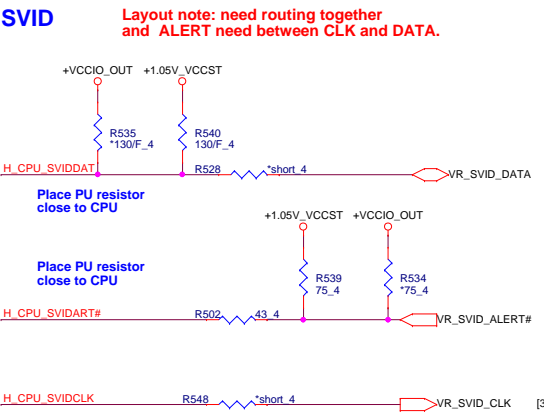 SVID
Layout note: need routing together
and ALERT need between CLK and DATA.
+VCCIO_OUT +1.05V_VCCST
R535
*130/F_4
R540
130/F_4
H_CPU_SVIDDAT
R528
*short_4
VR_SVID_DATA
Place PU resistor
close to CPU
+1.05V_VCCST +VCCIO_OUT
Place PU resistor
close to CPU
R539
75_4
R534
*75_4
H_CPU_SVIDART#
R502
43_4
VR_SVID_ALERT#
H_CPU_SVIDCLK
R548
*short_4
VR_SVID_CLK
[3